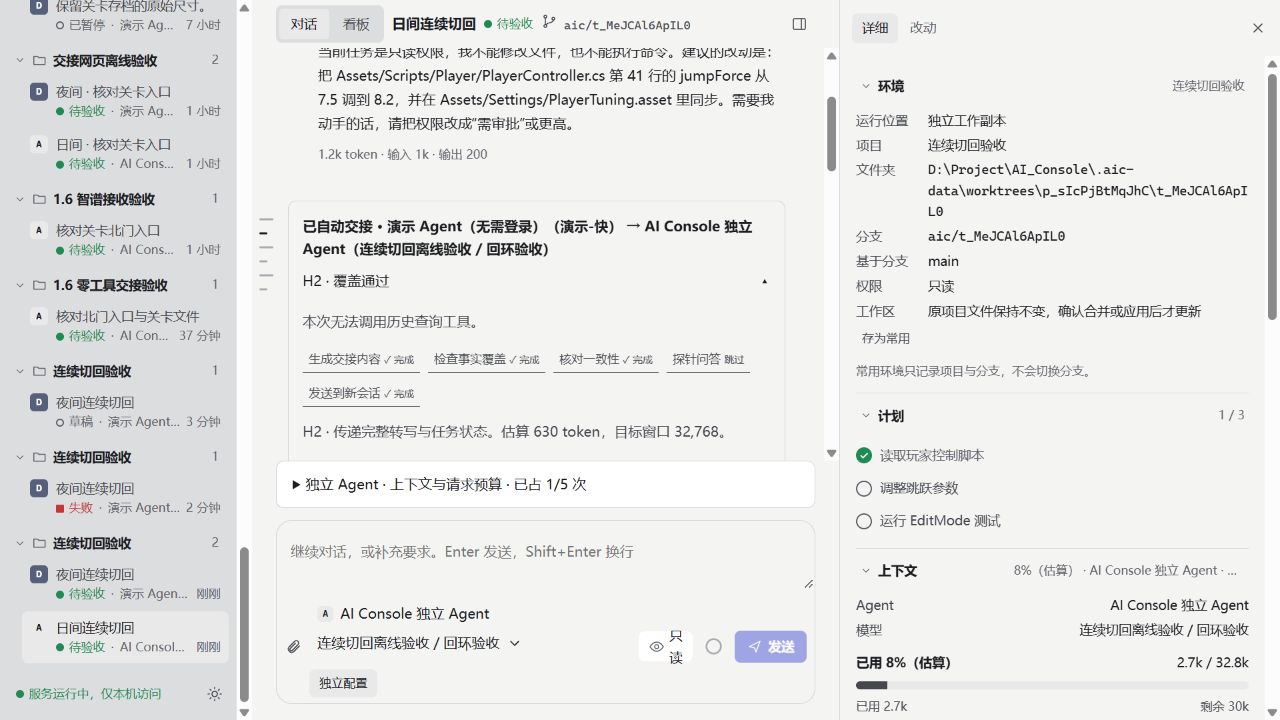 保留关卡存档的原始尺寸。
已暂停 · 演示 Ag... 7 小时
交接网页离线验收 2
D 夜间 · 核对关卡入口
待验收 · 演示 Ag... 1 小时
A 日间 · 核对关卡入口
待验收 · AI Cons... 1 小时
1.6 智谱接验收 1
A 核对关卡北门入口
待验收 · AI Cons... 1 小时
1.6 零工具交接验收 1
A 核对北门入口与关卡文件
待验收 · AI Con... 37 分钟
连续切回验收 1
D 夜间连续切回
草稿 · 演示 Agent... 3 分钟
连续切回验收 1
D 夜间连续切回
失败 · 演示 Agent... 2 分钟
连续切回验收 2
D 夜间连续切回
待验收 · 演示 Agen... 刚刚
A 日间连续切回
待验收 · AI Consol... 刚刚
服务运行中，仅本机访问
对话 看板 日间连续切回 待验收 aic/t_MeJCAl6ApIL0
当前任务是只读权限，我不能修改文件，也不能执行命令。建议的改动是：
把 Assets/Scripts/Player/PlayerController.cs 第 41 行的 jumpForce 从
7.5 调到 8.2，并在 Assets/Settings/PlayerTuning.asset 里同步。需要我
动手的话，请把权限改成“需审批”或更高。
1.2k token · 输入 1k · 输出 200
已自动交接 · 演示 Agent（无需登录）（演示-快） → AI Console 独立
Agent（连续切回离线验收 / 回环验收）
H2 · 覆盖通过
本次无法调用历史查询工具。
生成交接内容 ✓ 完成 检查事实覆盖 ✓ 完成 核对一致性 ✓ 完成 探针问答 跳过
发送到新会话 ✓ 完成
H2 · 传递完整转写与任务状态。估算 630 token，目标窗口 32,768。
独立 Agent · 上下文与请求预算 · 已占 1/5 次
继续对话，或补充要求。Enter 发送，Shift+Enter 换行
A AI Console 独立 Agent
连续切回离线验收 / 回环验收
只
读
发送
独立配置
详细 改动
环境 连续切回验收
运行位置 独立工作副本
项目 连续切回验收
文件夹 D:\Project\AI_Console\.aic-
data\worktrees\p_sIcPjBtMqJhC\t_MeJCAl6ApI
L0
分支 aic/t_MeJCAl6ApIL0
基于分支 main
权限 只读
工作区 原项目文件保持不变，确认合并或应用后才更新
存为常用
常用环境只记录项目与分支，不会切换分支。
计划 1 / 3
读取玩家控制脚本
调整跳跃参数
运行 EditMode 测试
上下文 8%（估算） · AI Console 独立 Agent · ...
Agent AI Console 独立 Agent
模型 连续切回离线验收 / 回环验收
已用 8%（估算） 2.7k / 32.8k
已用 2.7k 剩余 30k